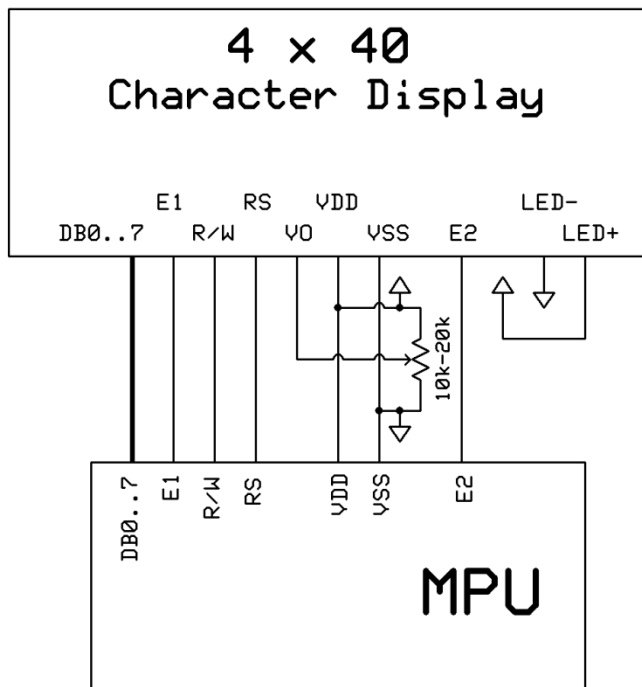 4 x 40
Character Display
E1 RS VDD LED-
DB0..7 R/W VO VSS E2 LED+
10k-20k
DB0..7 E1 R/W RS VDD VSS E2
MPU